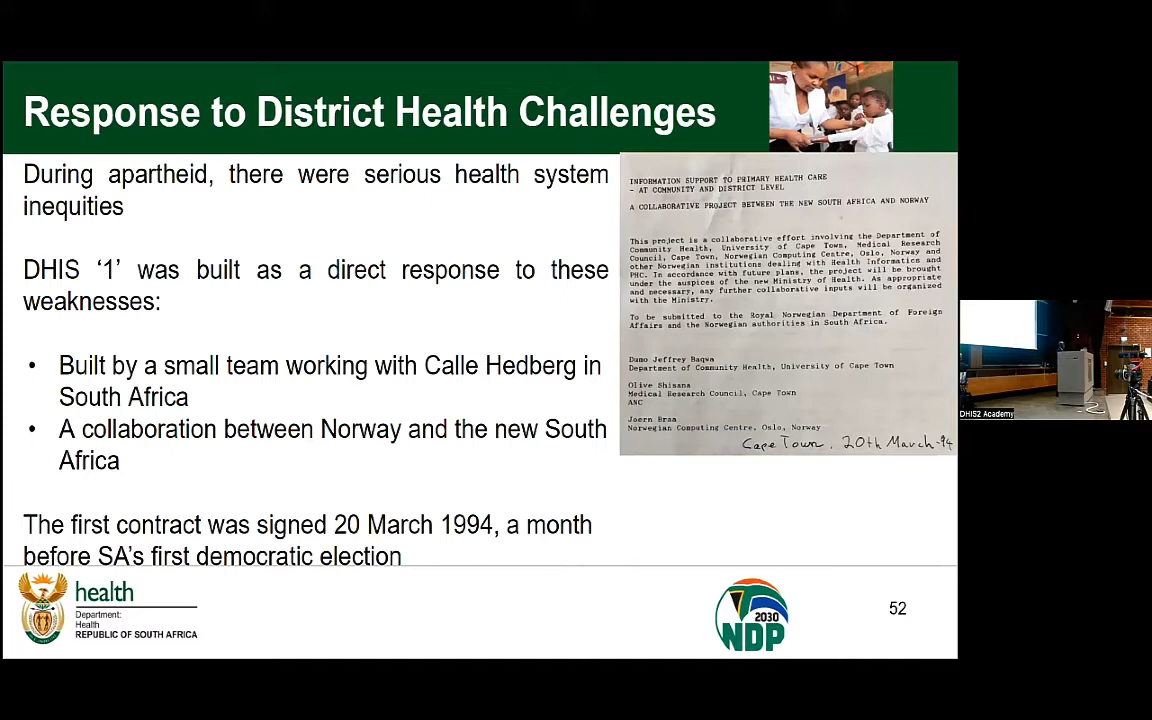 Response to District Health Challenges
During apartheid, there were serious health system
inequities
DHIS ‘1’ was built as a direct response to these
weaknesses:
• Built by a small team working with Calle Hedberg in
South Africa
• A collaboration between Norway and the new South
Africa
The first contract was signed 20 March 1994, a month
before SA’s first democratic election
INFORMATION SUPPORT TO PRIMARY HEALTH CARE
- AT COMMUNITY AND DISTRICT LEVEL
A COLLABORATIVE PROJECT BETWEEN THE NEW SOUTH AFRICA AND NORWAY
This project is a collaborative effort involving the Department of
Community Health, University of Cape Town, Medical Research
Council, Cape Town, Norwegian Computing Centre, Oslo, Norway and
other Norwegian institutions dealing with Health Informatics and
PHC. In accordance with future plans, the project will be brought
under the auspices of the new Ministry of Health. As appropriate
and necessary, any further collaborative inputs will be organized
with the Ministry.
To be submitted to the Royal Norwegian Department of Foreign
Affairs and the Norwegian authorities in South Africa.
Dumo Jeffrey Baqwa
Department of Community Health, University of Cape Town
Olive Shisana
Medical Research Council, Cape Town
ANC
Joern Braa
Norwegian Computing Centre, Oslo, Norway
Cape Town, 20th March-94
DHIS2 Academy
health
Department:
Health
REPUBLIC OF SOUTH AFRICA
2030
NDP
52